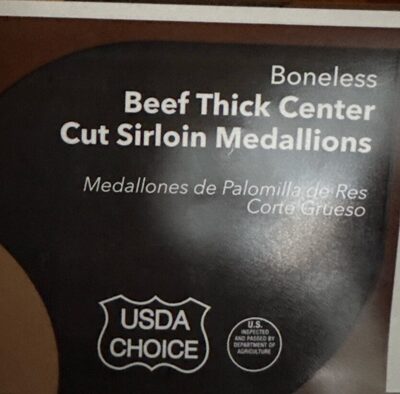 Boneless
Beef Thick Center
Cut Sirloin Medallions
Medallones de Palomilla de Res
Corte Grueso
USDA
CHOICE
U.S.
INSPECTED
AND PASSED BY
DEPARTMENT OF
AGRICULTURE